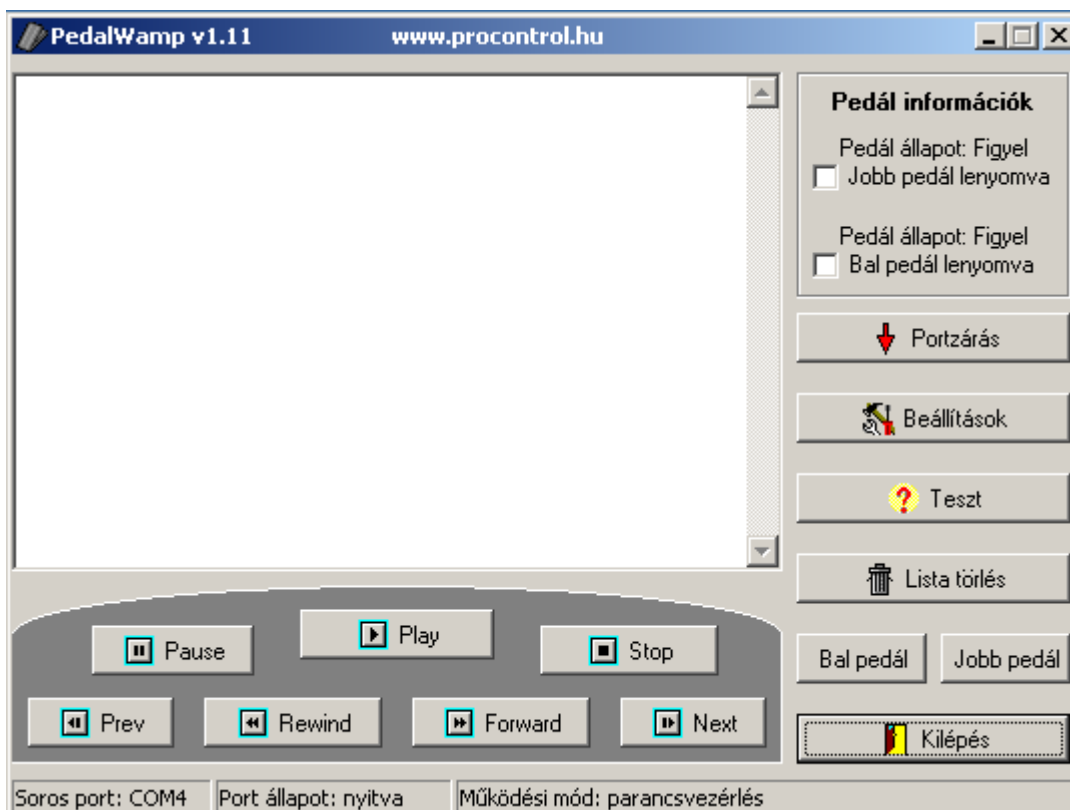 PedalWamp v1.11 www.procontrol.hu
Pedál információk
Pedál állapot: Figyel
Jobb pedál lenyomva
Pedál állapot: Figyel
Bal pedál lenyomva
Portzárás
Beállítások
Teszt
Lista törlés
Bal pedál Jobb pedál
Kilépés
Pause Play Stop
Prev Rewind Forward Next
Soros port: COM4 Port állapot: nyitva Működési mód: parancsvezérlés